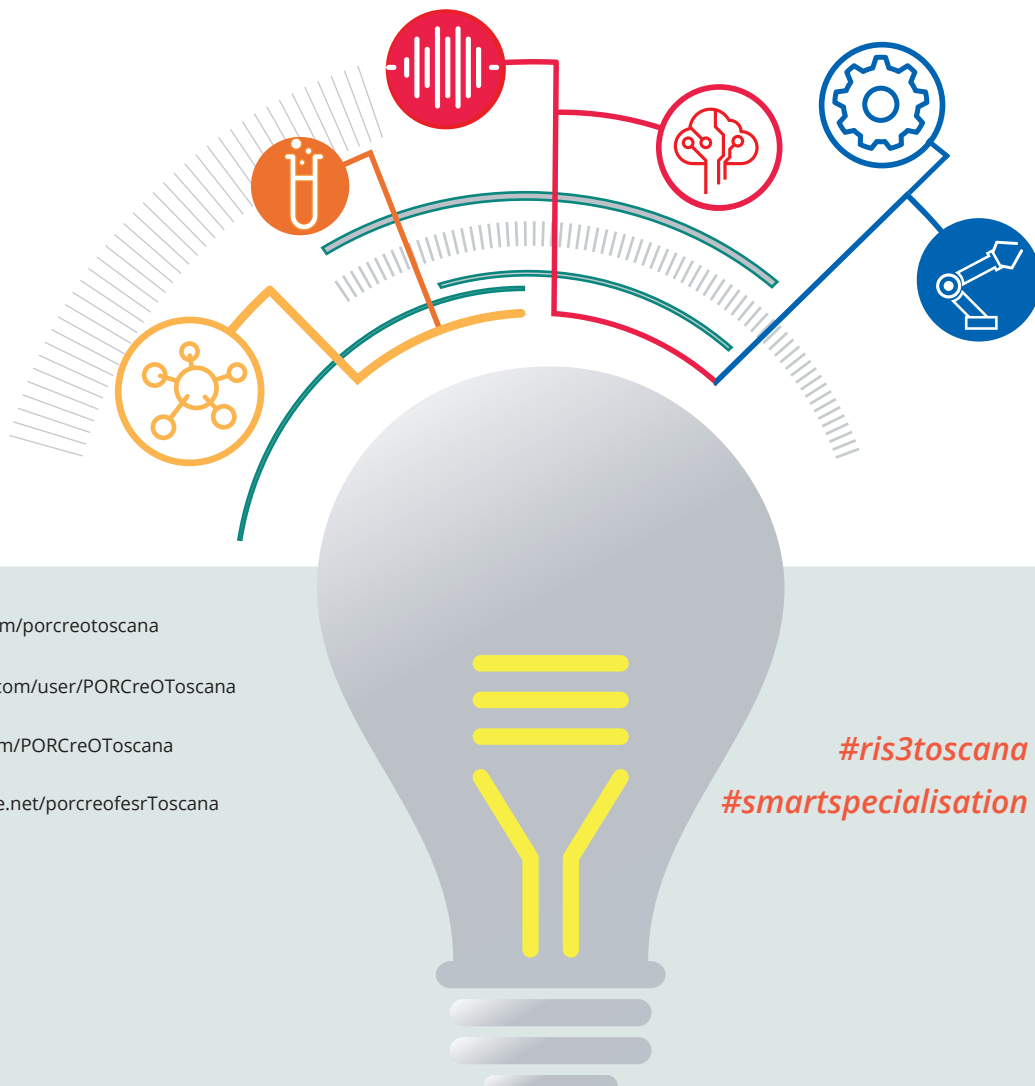 m/porcreotoscana
com/user/PORCreOToscana
m/PORCreOToscana
e.net/porcreofesrToscana
#ris3toscana
#smartspecialisation